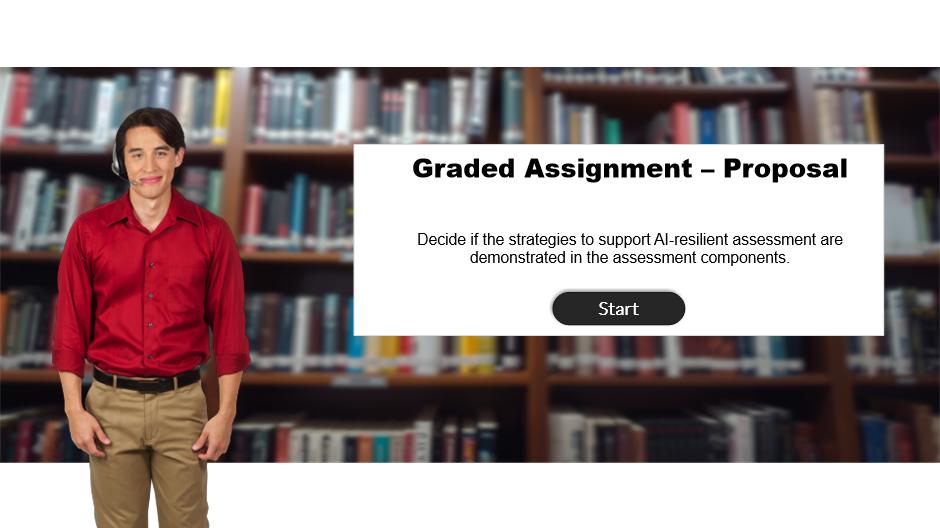 Graded Assignment – Proposal
Decide if the strategies to support AI-resilient assessment are
demonstrated in the assessment components.
Start